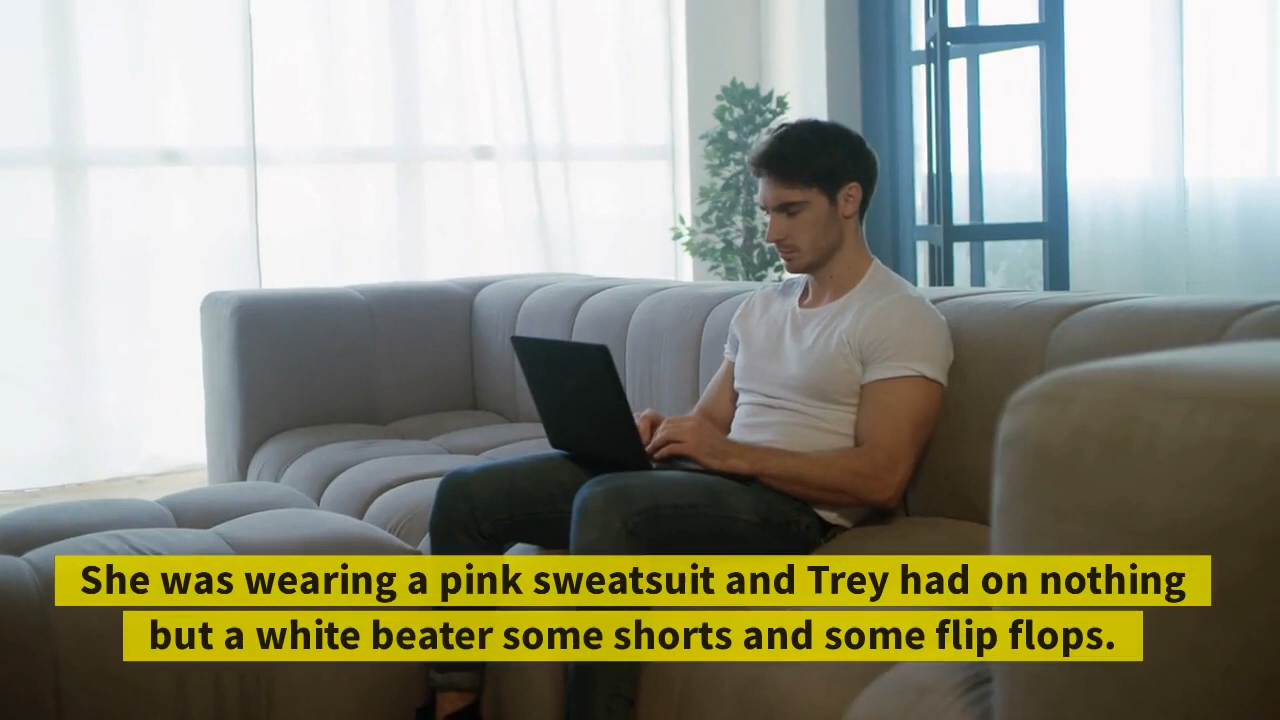 She was wearing a pink sweatsuit and Trey had on nothing
but a white beater some shorts and some flip flops.